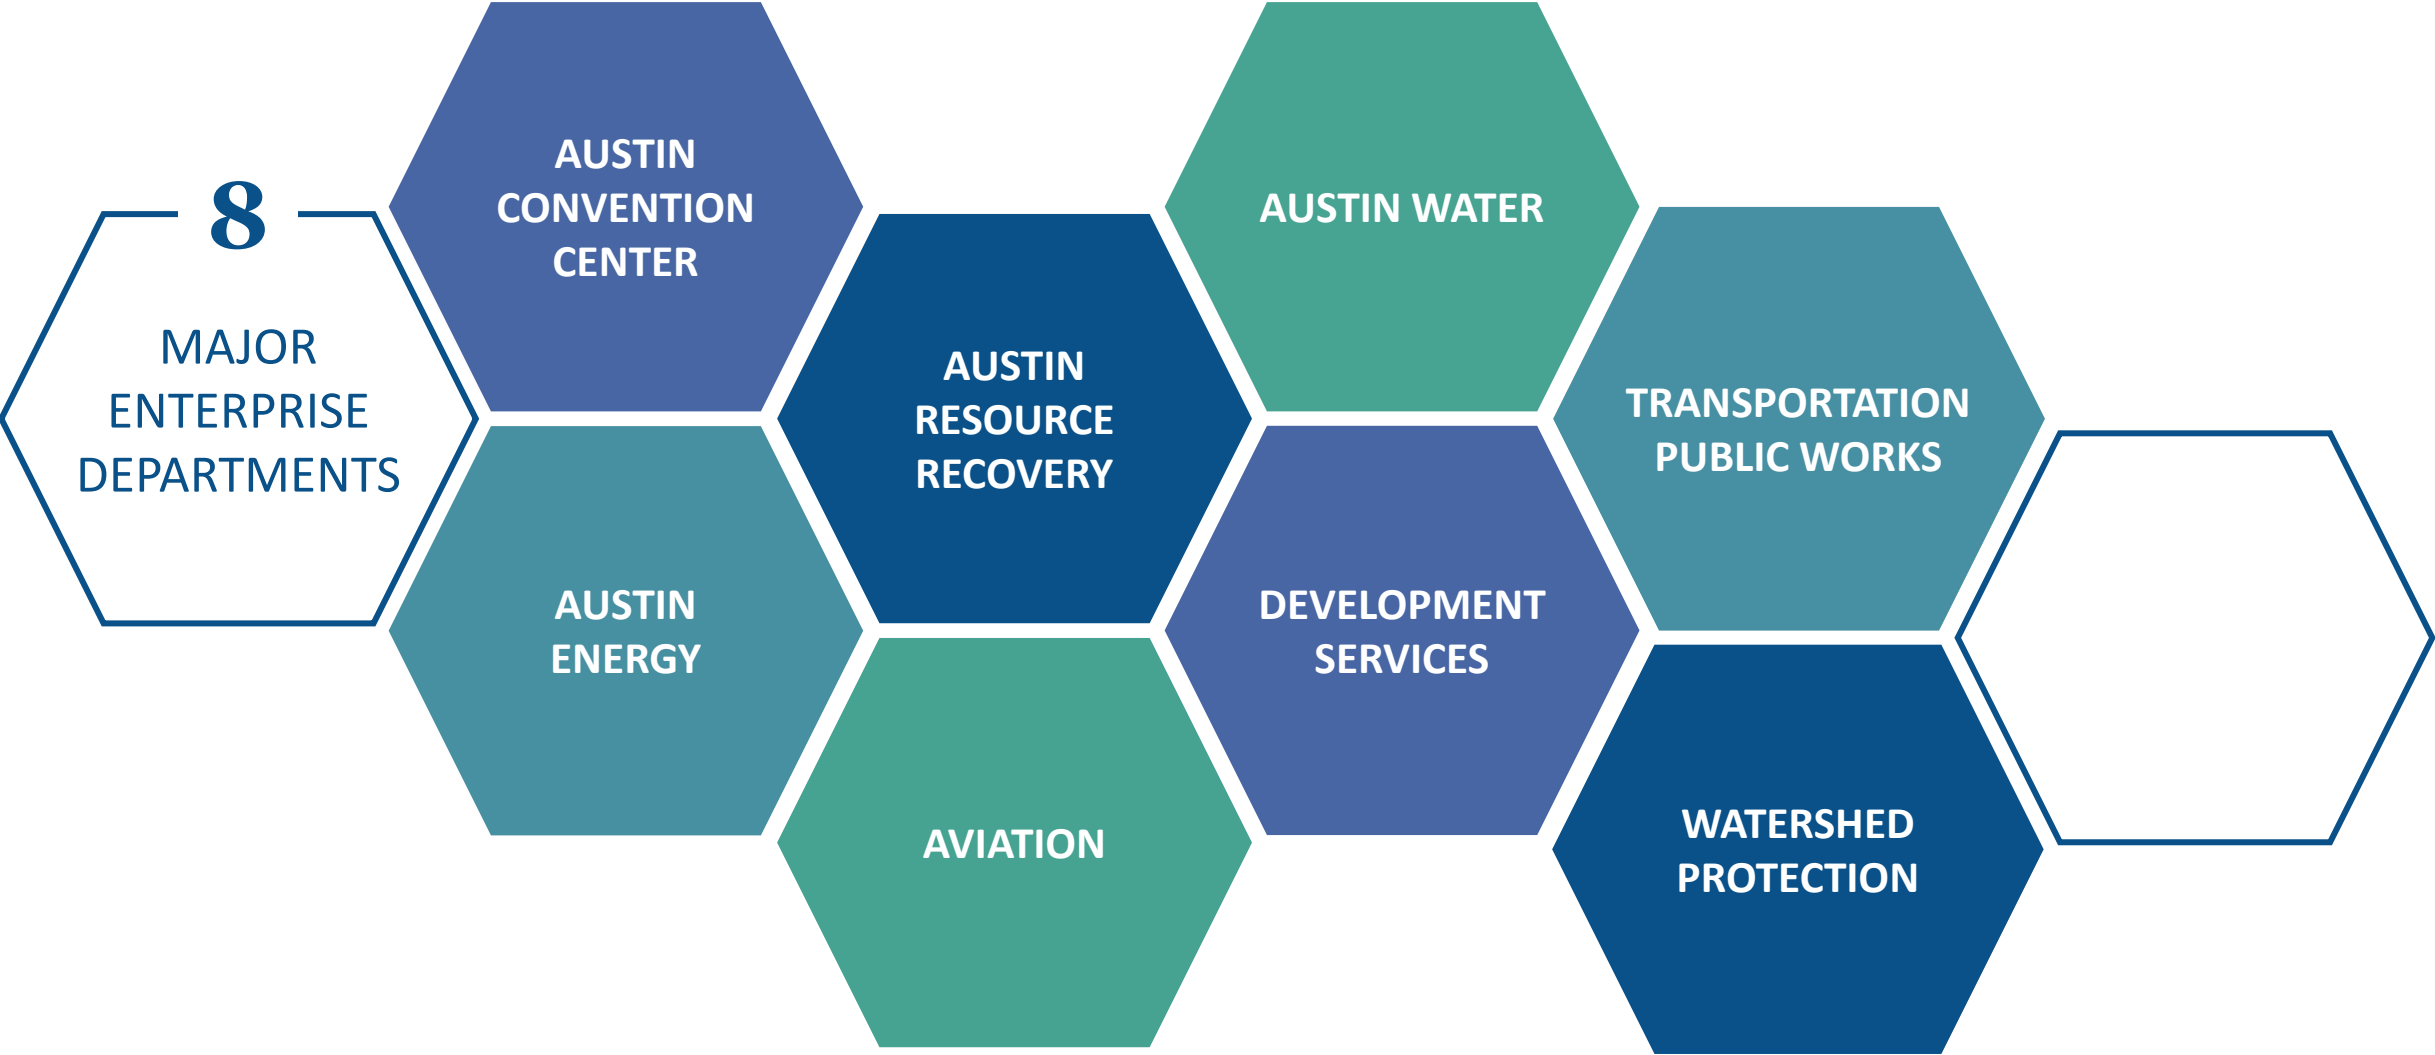 8
MAJOR
ENTERPRISE
DEPARTMENTS
AUSTIN
CONVENTION
CENTER
AUSTIN
ENERGY
AUSTIN
RESOURCE
RECOVERY
AVIATION
AUSTIN WATER
DEVELOPMENT
SERVICES
TRANSPORTATION
PUBLIC WORKS
WATERSHED
PROTECTION